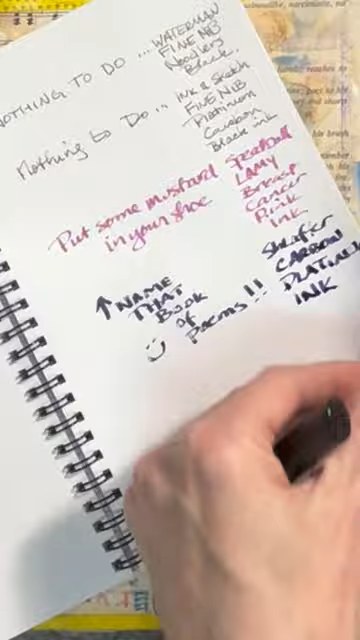 NOTHING TO DO ... WATERMAN
FINE NIB
Noodlers
Black.
Nothing to Do ... Ink & Sketch
FINE NIB
Platinum
Carbon
Black ink
Put some mustard
in your shoe
LAMY
Breast
Cancer
Pink
ink.
↑ NAME
THAT
Book
of
Poems!!
Sheafer
CARBON
PLATINUM
INK